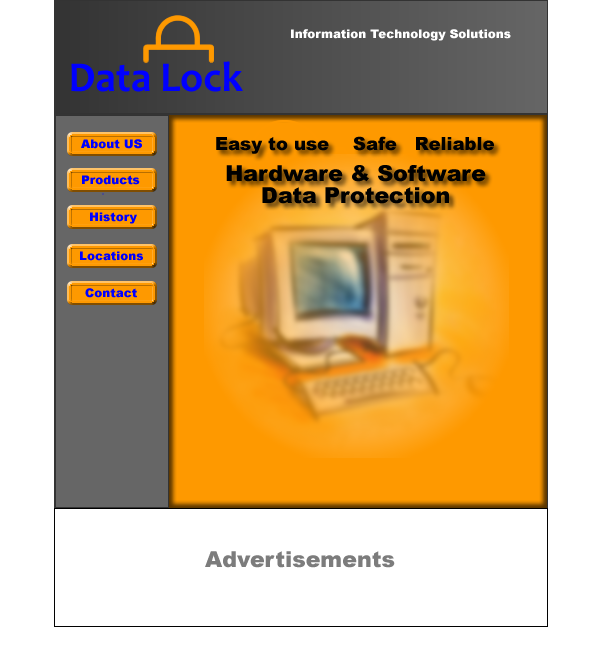 Information Technology Solutions
Data Lock
About US
Products
History
Locations
Contact
Easy to use Safe Reliable
Hardware & Software
Data Protection
Advertisements